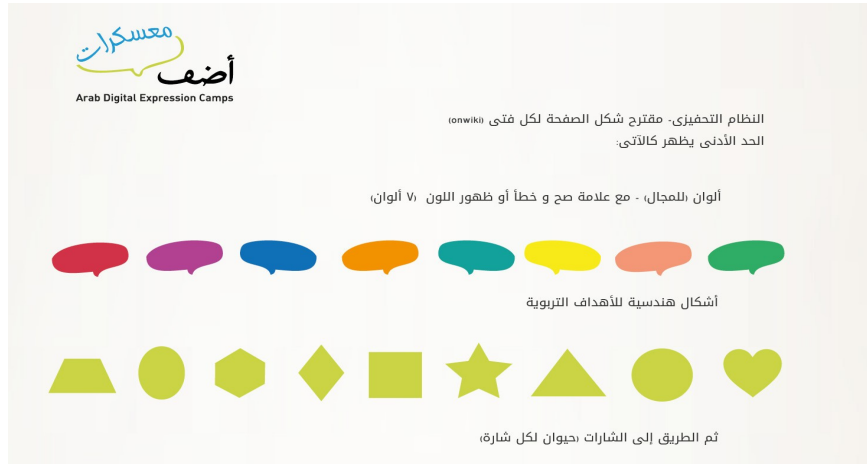 معسكرات
أضف
Arab Digital Expression Camps
النظام التحفيزى- مقترح شكل الصفحة لكل فتى (onwiki)
الحد الأدنى يظهر كالآتى:
ألوان (للمجال) - مع علامة صح و خطأ أو ظهور اللون (٧ ألوان)
أشكال هندسية للأهداف التربوية
ثم الطريق إلى الشارات (حيوان لكل شارة)